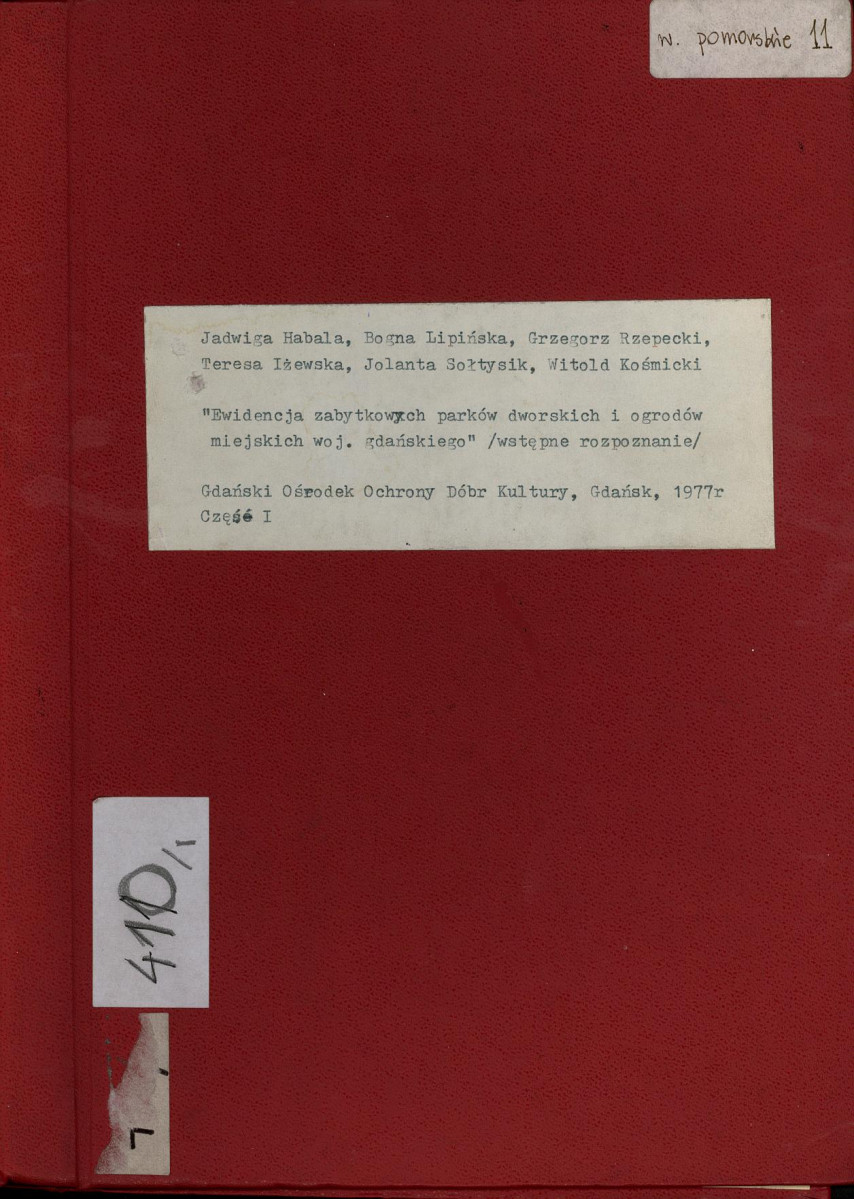 w. pomorskie 11
Jadwiga Habala, Bogna Lipińska, Grzegorz Rzepecki,
Teresa Iżewska, Jolanta Sołtysik, Witold Kośmicki
"Ewidencja zabytkowych parków dworskich i ogrodów
miejskich woj. gdańskiego" /wstępne rozpoznanie/
Gdański Ośrodek Ochrony Dóbr Kultury, Gdańsk, 1977r
Część I
410/I